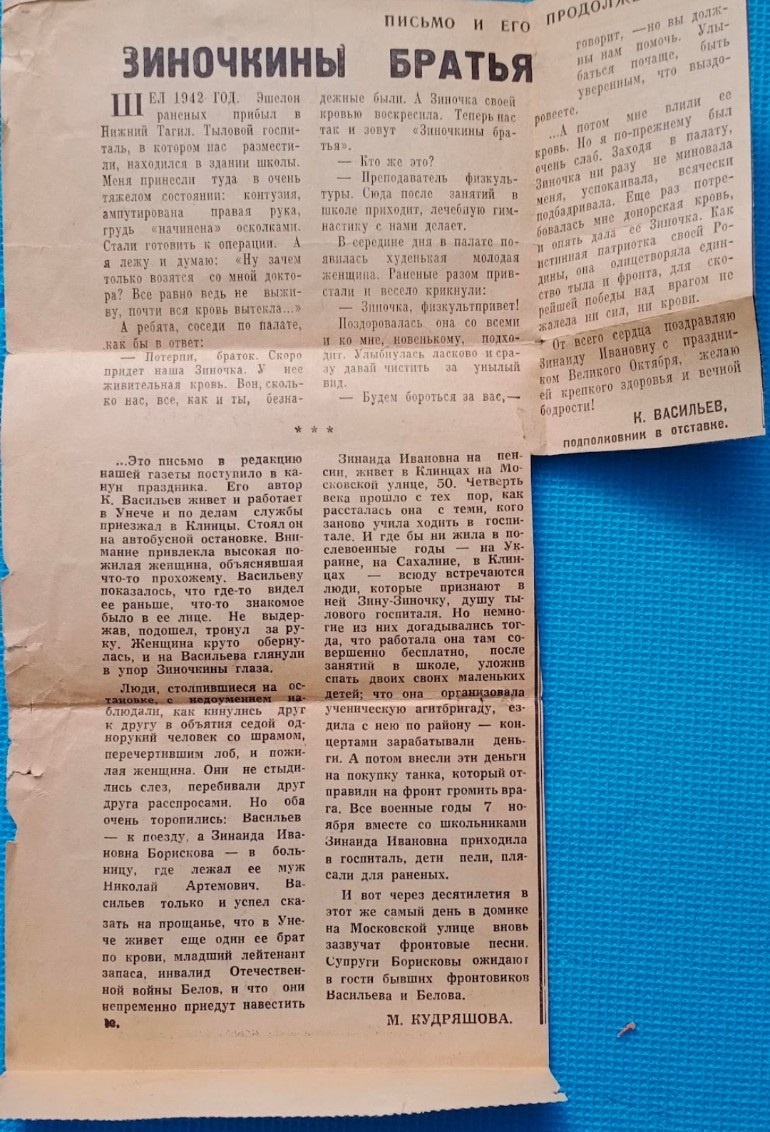 ПИСЬМО И ЕГО ПРОДОЛЖЕ
ЗИНОЧКИНЫ БРАТЬЯ
ШЕЛ 1942 ГОД. Эшелон
раненых прибыл в
Нижний Тагил. Тыловой госпи-
таль, в котором нас размести-
ли, находился в здании школы.
Меня принесли туда в очень
тяжелом состоянии: контузия,
ампутирована правая рука,
грудь «начинена» осколками.
Стали готовить к операции. А
я лежу и думаю: «Ну зачем
только возятся со мной докто-
ра? Все равно ведь не выжи-
ву, почти вся кровь вытекла...»
А ребята, соседи по палате,
как бы в ответ:
— Потерпи, браток. Скоро
придет наша Зиночка. У нее
живительная кровь. Вон, сколь-
ко нас, все, как и ты, безна-
дежные были. А Зиночка своей
кровью воскресила. Теперь нас
так и зовут «Зиночкины бра-
тья».
— Кто же это?
— Преподаватель физкуль-
туры. Сюда после занятий в
школе приходит, лечебную гим-
настику с нами делает.
В середине дня в палате по-
явилась худенькая молодая
женщина. Раненые разом прив-
стали и весело крикнули:
— Зиночка, физкультпривет!
Поздоровалась она со всеми
и ко мне, новенькому, подхо-
дит. Улыбнулась ласково и сра-
зу давай чистить за унылый
вид.
— Будем бороться за вас,—
говорит, —но вы долж-
ны нам помочь. Улы-
баться почаще, быть
уверенным, что выздо-
ровеете.
...А потом мне влили ее
кровь. Но я по-прежнему был
очень слаб. Заходя в палату,
Зиночка ни разу не миновала
меня, успокаивала, всячески
подбадривала. Еще раз потре-
бовалась мне донорская кровь,
и опять дала её Зиночка. Как
истинная патриотка своей Ро-
дины, она олицетворяла един-
ство тыла и фронта, для ско-
рейшей победы над врагом не
жалела ни сил, ни крови.
От всего сердца поздравляю
Зинаиду Ивановну с праздни-
ком Великого Октября, желаю
ей крепкого здоровья и вечной
бодрости!
К. ВАСИЛЬЕВ,
подполковник в отставке.
* * *
...Это письмо в редакцию
нашей газеты поступило в ка-
нун праздника. Его автор
К. Васильев живет и работает
в Унече и по делам службы
приезжал в Клинцы. Стоял он
на автобусной остановке. Вни-
мание привлекла высокая по-
жилая женщина, объяснявшая
что-то прохожему. Васильеву
показалось, что где-то видел
ее раньше, что-то знакомое
было в ее лице. Не выдер-
жав, подошел, тронул за ру-
ку. Женщина круто оберну-
лась, и на Васильева глянули
в упор Зиночкины глаза.
Люди, столпившиеся на ос-
тановке, с недоумением на-
блюдали, как кинулись друг
к другу в объятия седой од-
норукий человек со шрамом,
перечертившим лоб, и пожи-
лая женщина. Они не стыди-
лись слез, перебивали друг
друга расспросами. Но оба
очень торопились: Васильев
— к поезду, а Зинаида Ива-
новна Борискова — в боль-
ницу, где лежал ее муж
Николай Артемович. Ва-
сильев только и успел ска-
зать на прощанье, что в Уне-
че живет еще один ее брат
по крови, младший лейтенант
запаса, инвалид Отечествен-
ной войны Белов, и что они
непременно приедут навестить
ее.
Зинаида Ивановна на пен-
сии, живет в Клинцах на Мо-
сковской улице, 50. Четверть
века прошло с тех пор, как
рассталась она с теми, кого
заново учила ходить в госпи-
тале. И где бы ни жила в по-
слевоенные годы — на Ук-
раине, на Сахалине, в Клин-
цах — всюду встречаются
люди, которые признают в
ней Зину-Зиночку, душу ты-
лового госпиталя. Но немно-
гие из них догадывались тог-
да, что работала она там со-
вершенно бесплатно, после
занятий в школе, уложив
спать двоих своих маленьких
детей; что она организовала
ученическую агитбригаду, ез-
дила с нею по району — кон-
цертами зарабатывали день-
ги. А потом внесли эти деньги
на покупку танка, который от-
правили на фронт громить вра-
га. Все военные годы 7 но-
ября вместе со школьниками
Зинаида Ивановна приходила
в госпиталь, дети пели, пля-
сали для раненых.
И вот через десятилетия в
этот же самый день в домике
на Московской улице вновь
зазвучат фронтовые песни.
Супруги Борисковы ожидают
в гости бывших фронтовиков
Васильева и Белова.
М. КУДРЯШОВА.